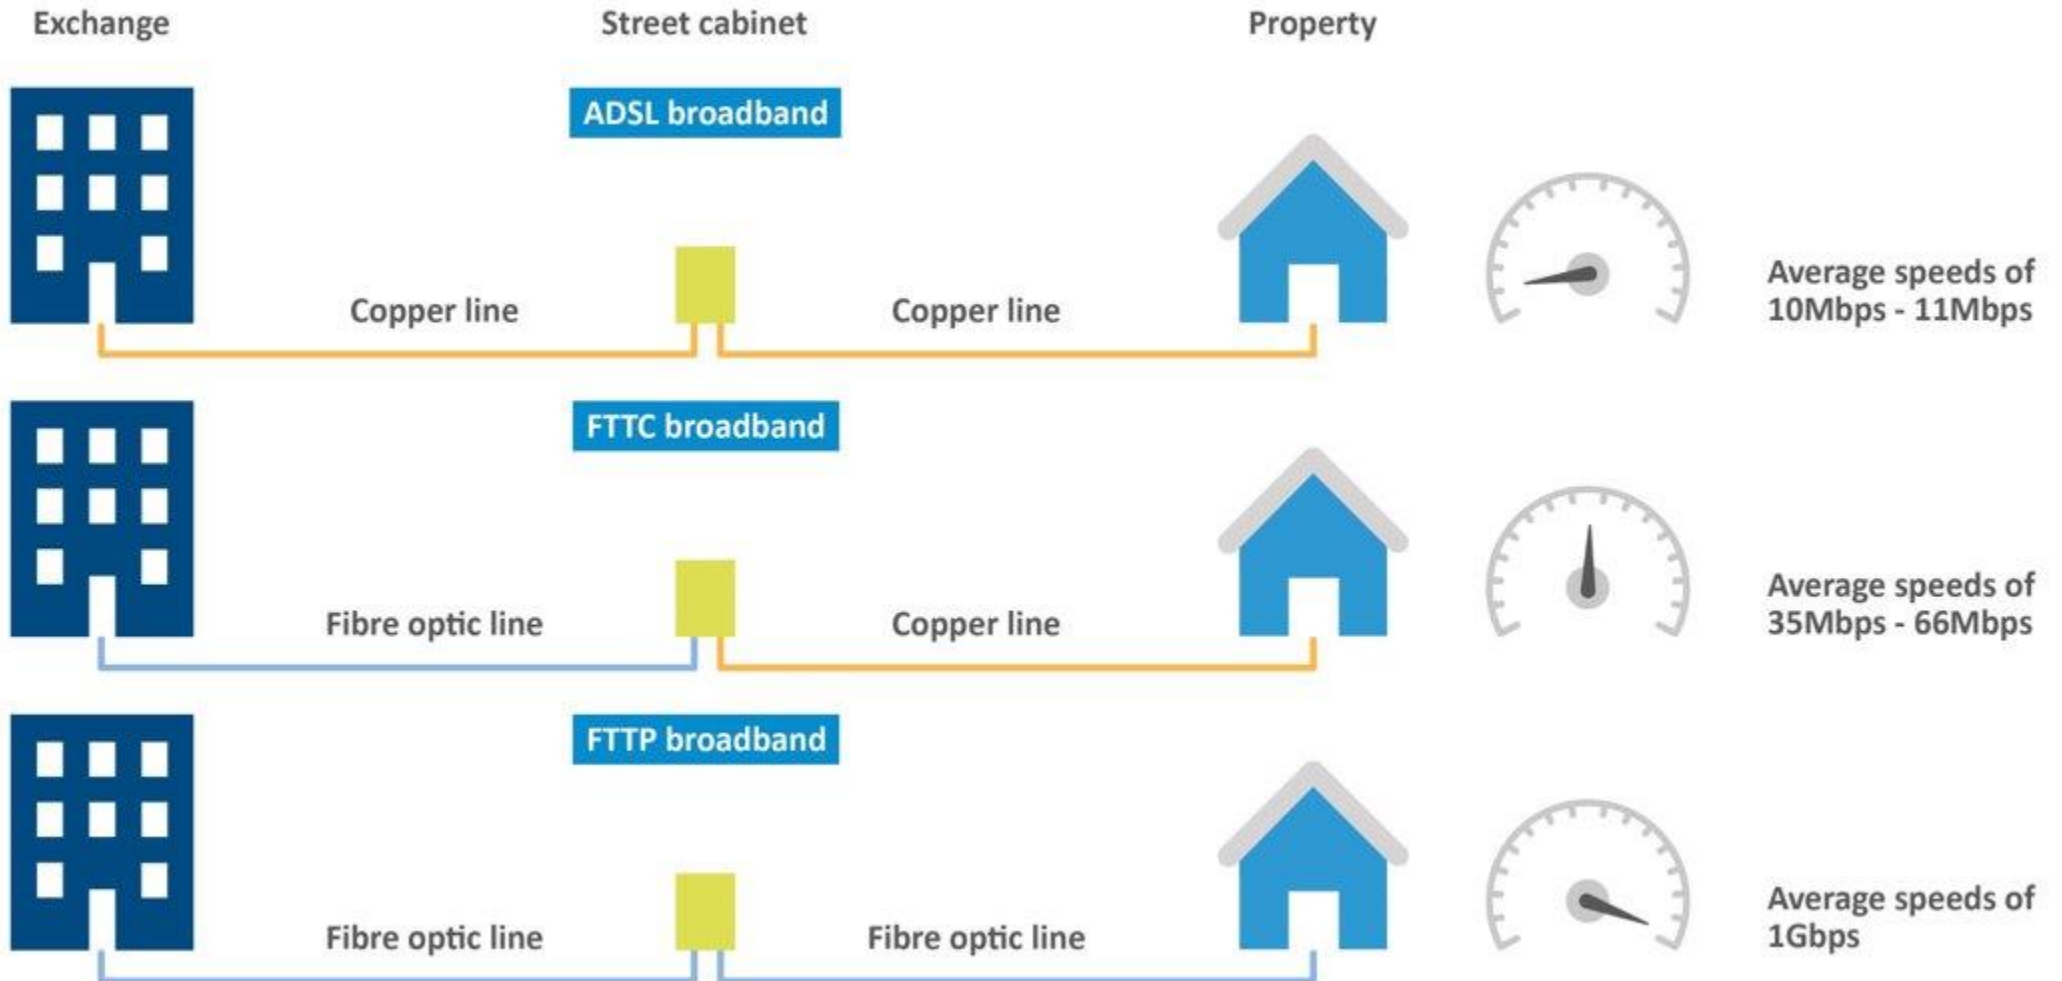 Exchange
Street cabinet
Property
ADSL broadband
Copper line
Copper line
Average speeds of
10Mbps - 11Mbps
FTTC broadband
Fibre optic line
Copper line
Average speeds of
35Mbps - 66Mbps
FTTP broadband
Fibre optic line
Fibre optic line
Average speeds of
1Gbps